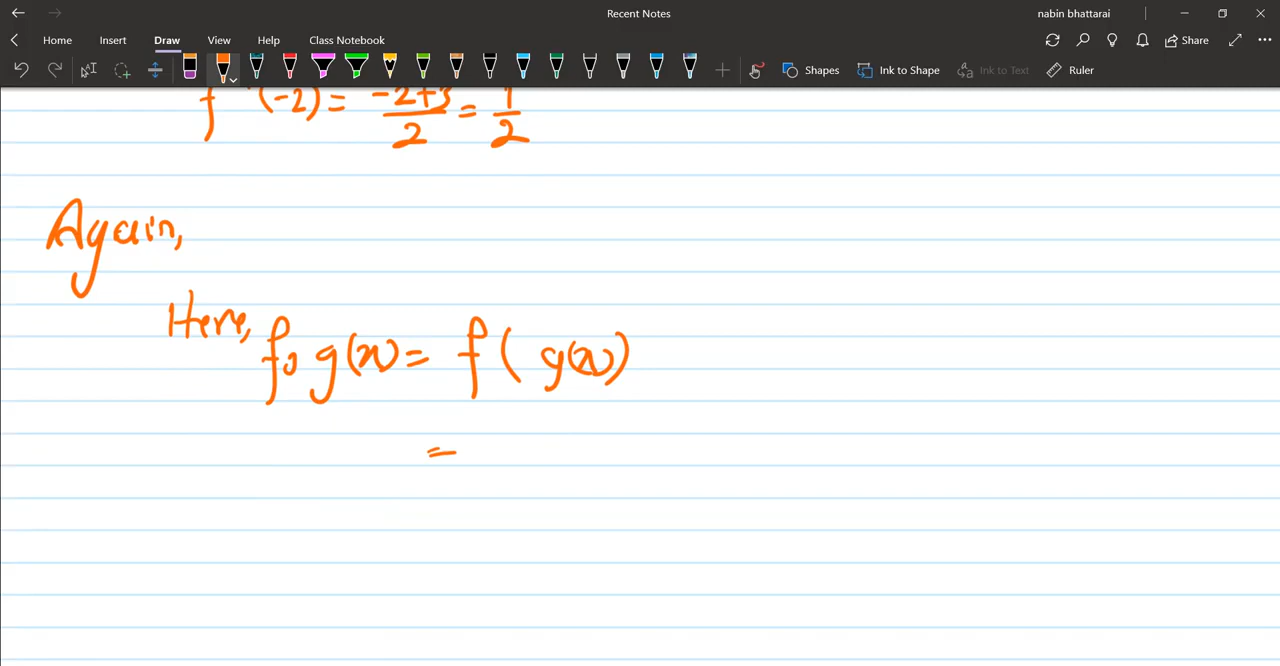 Recent Notes
nabin bhattarai
Home Insert Draw View Help Class Notebook
Share
Shapes Ink to Shape Ink to Text Ruler
f (-2) = -2+3/2 = 1/2
Again,
Here, fog(x) = f( g(x))
=